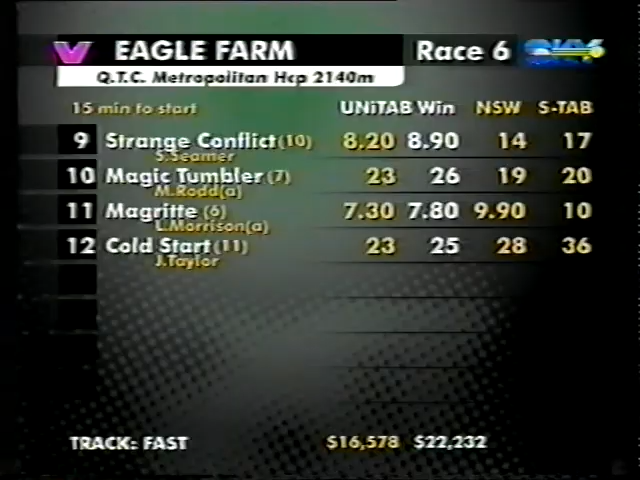 V EAGLE FARM Race 6 SKY
Q.T.C. Metropolitan Hcp 2140m
15 min to start UNiTAB Win NSW S-TAB
9 Strange Conflict (10) 8.20 8.90 14 17
S.Seamer
10 Magic Tumbler (7) 23 26 19 20
M.Rodd(a)
11 Magritte (6) 7.30 7.80 9.90 10
L.Morrison(a)
12 Cold Start (11) 23 25 28 36
J.Taylor
TRACK: FAST $16,578 $22,232